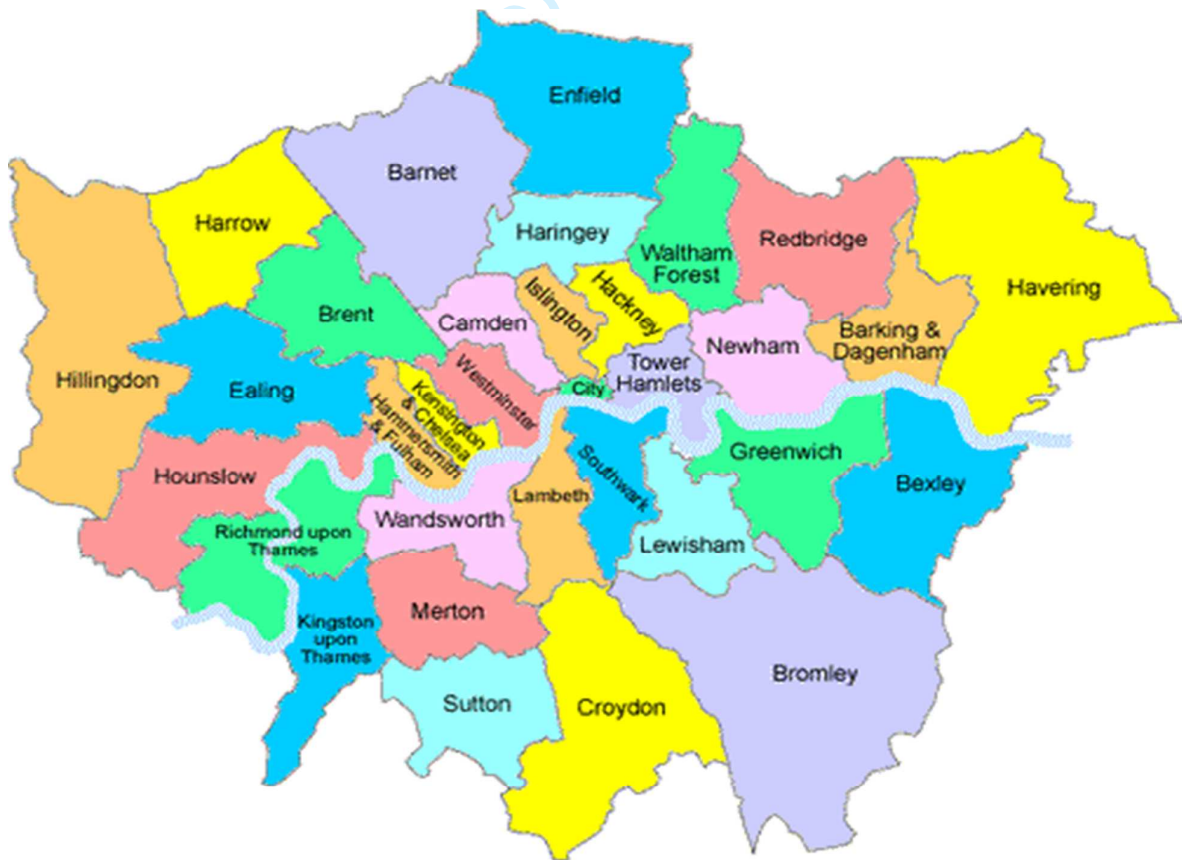 Enfield
Barnet
Harrow
Haringey
Waltham
Forest
Redbridge
Havering
Brent
Camden
Islington
Hackney
Hillingdon
Ealing
Westminster
Kensington
& Chelsea
Hammersmith
& Fulham
City
Tower
Hamlets
Newham
Barking &
Dagenham
Hounslow
Greenwich
Bexley
Richmond upon
Thames
Wandsworth
Lambeth
Southwark
Lewisham
Kingston
upon
Thames
Merton
Sutton
Croydon
Bromley